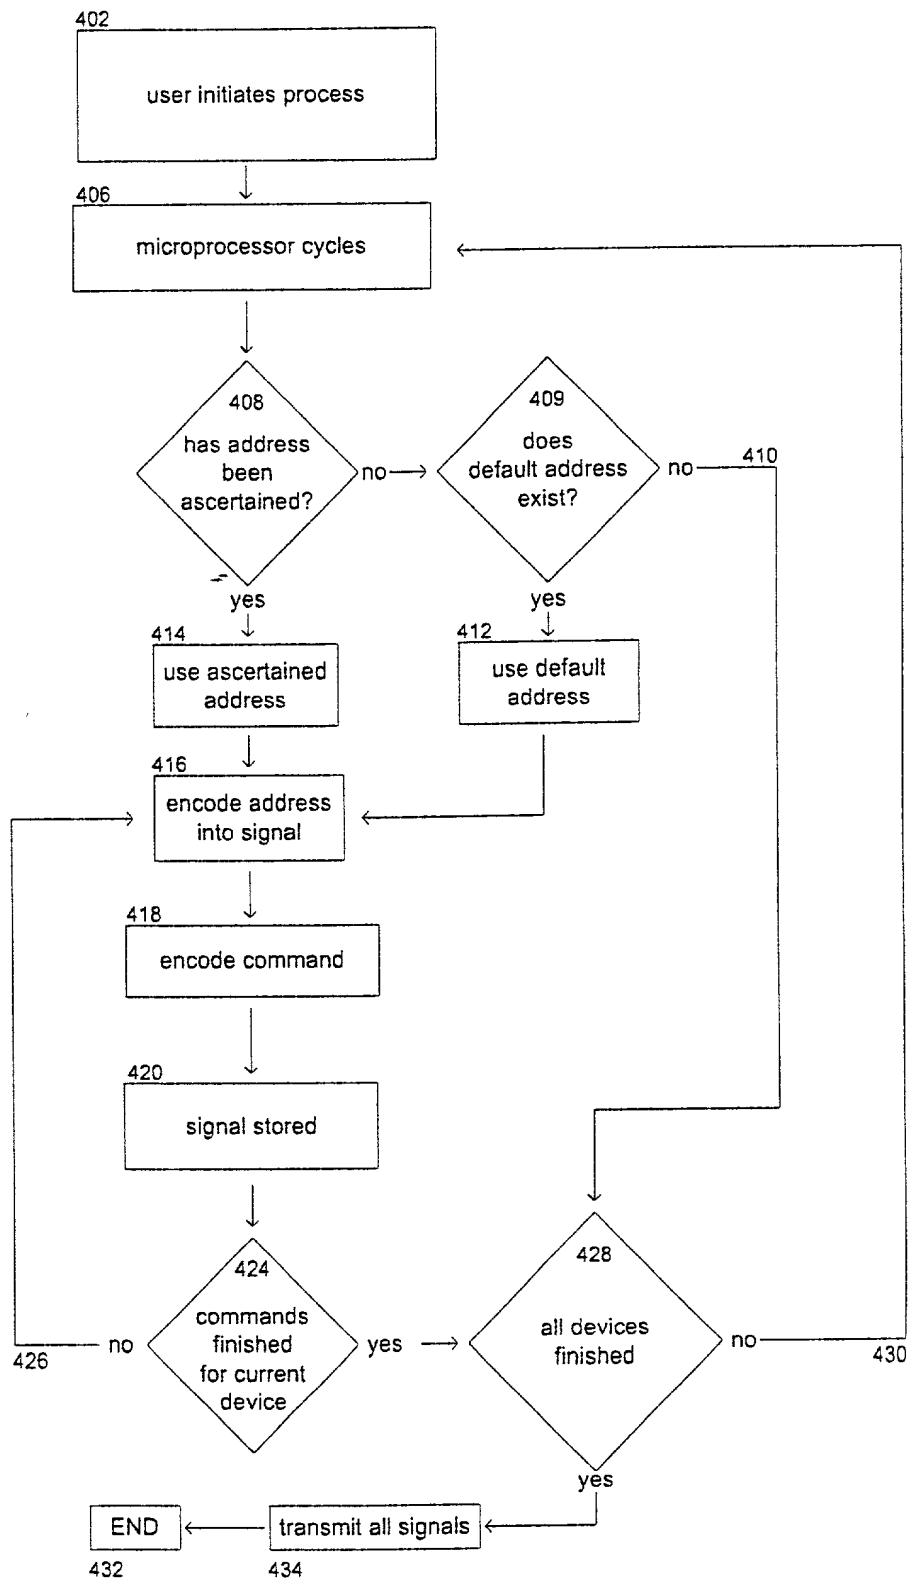 402
user initiates process
406
microprocessor cycles
408
has address
been
ascertained?
no
409
does
default address
exist?
no
410
yes
yes
414
use ascertained
address
412
use default
address
416
encode address
into signal
418
encode command
420
signal stored
424
commands
finished
for current
device
no
426
yes
428
all devices
finished
no
430
yes
END
432
transmit all signals
434